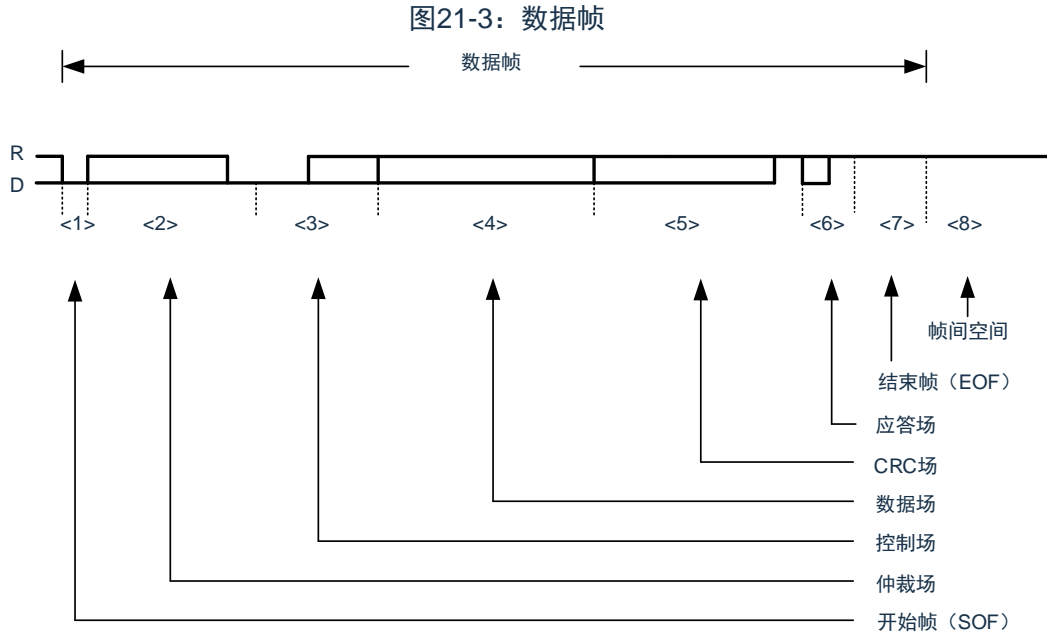 图21-3：数据帧
数据帧
R
D
<1> <2> <3> <4> <5> <6> <7> <8>
帧间空间
结束帧（EOF）
应答场
CRC场
数据场
控制场
仲裁场
开始帧（SOF）